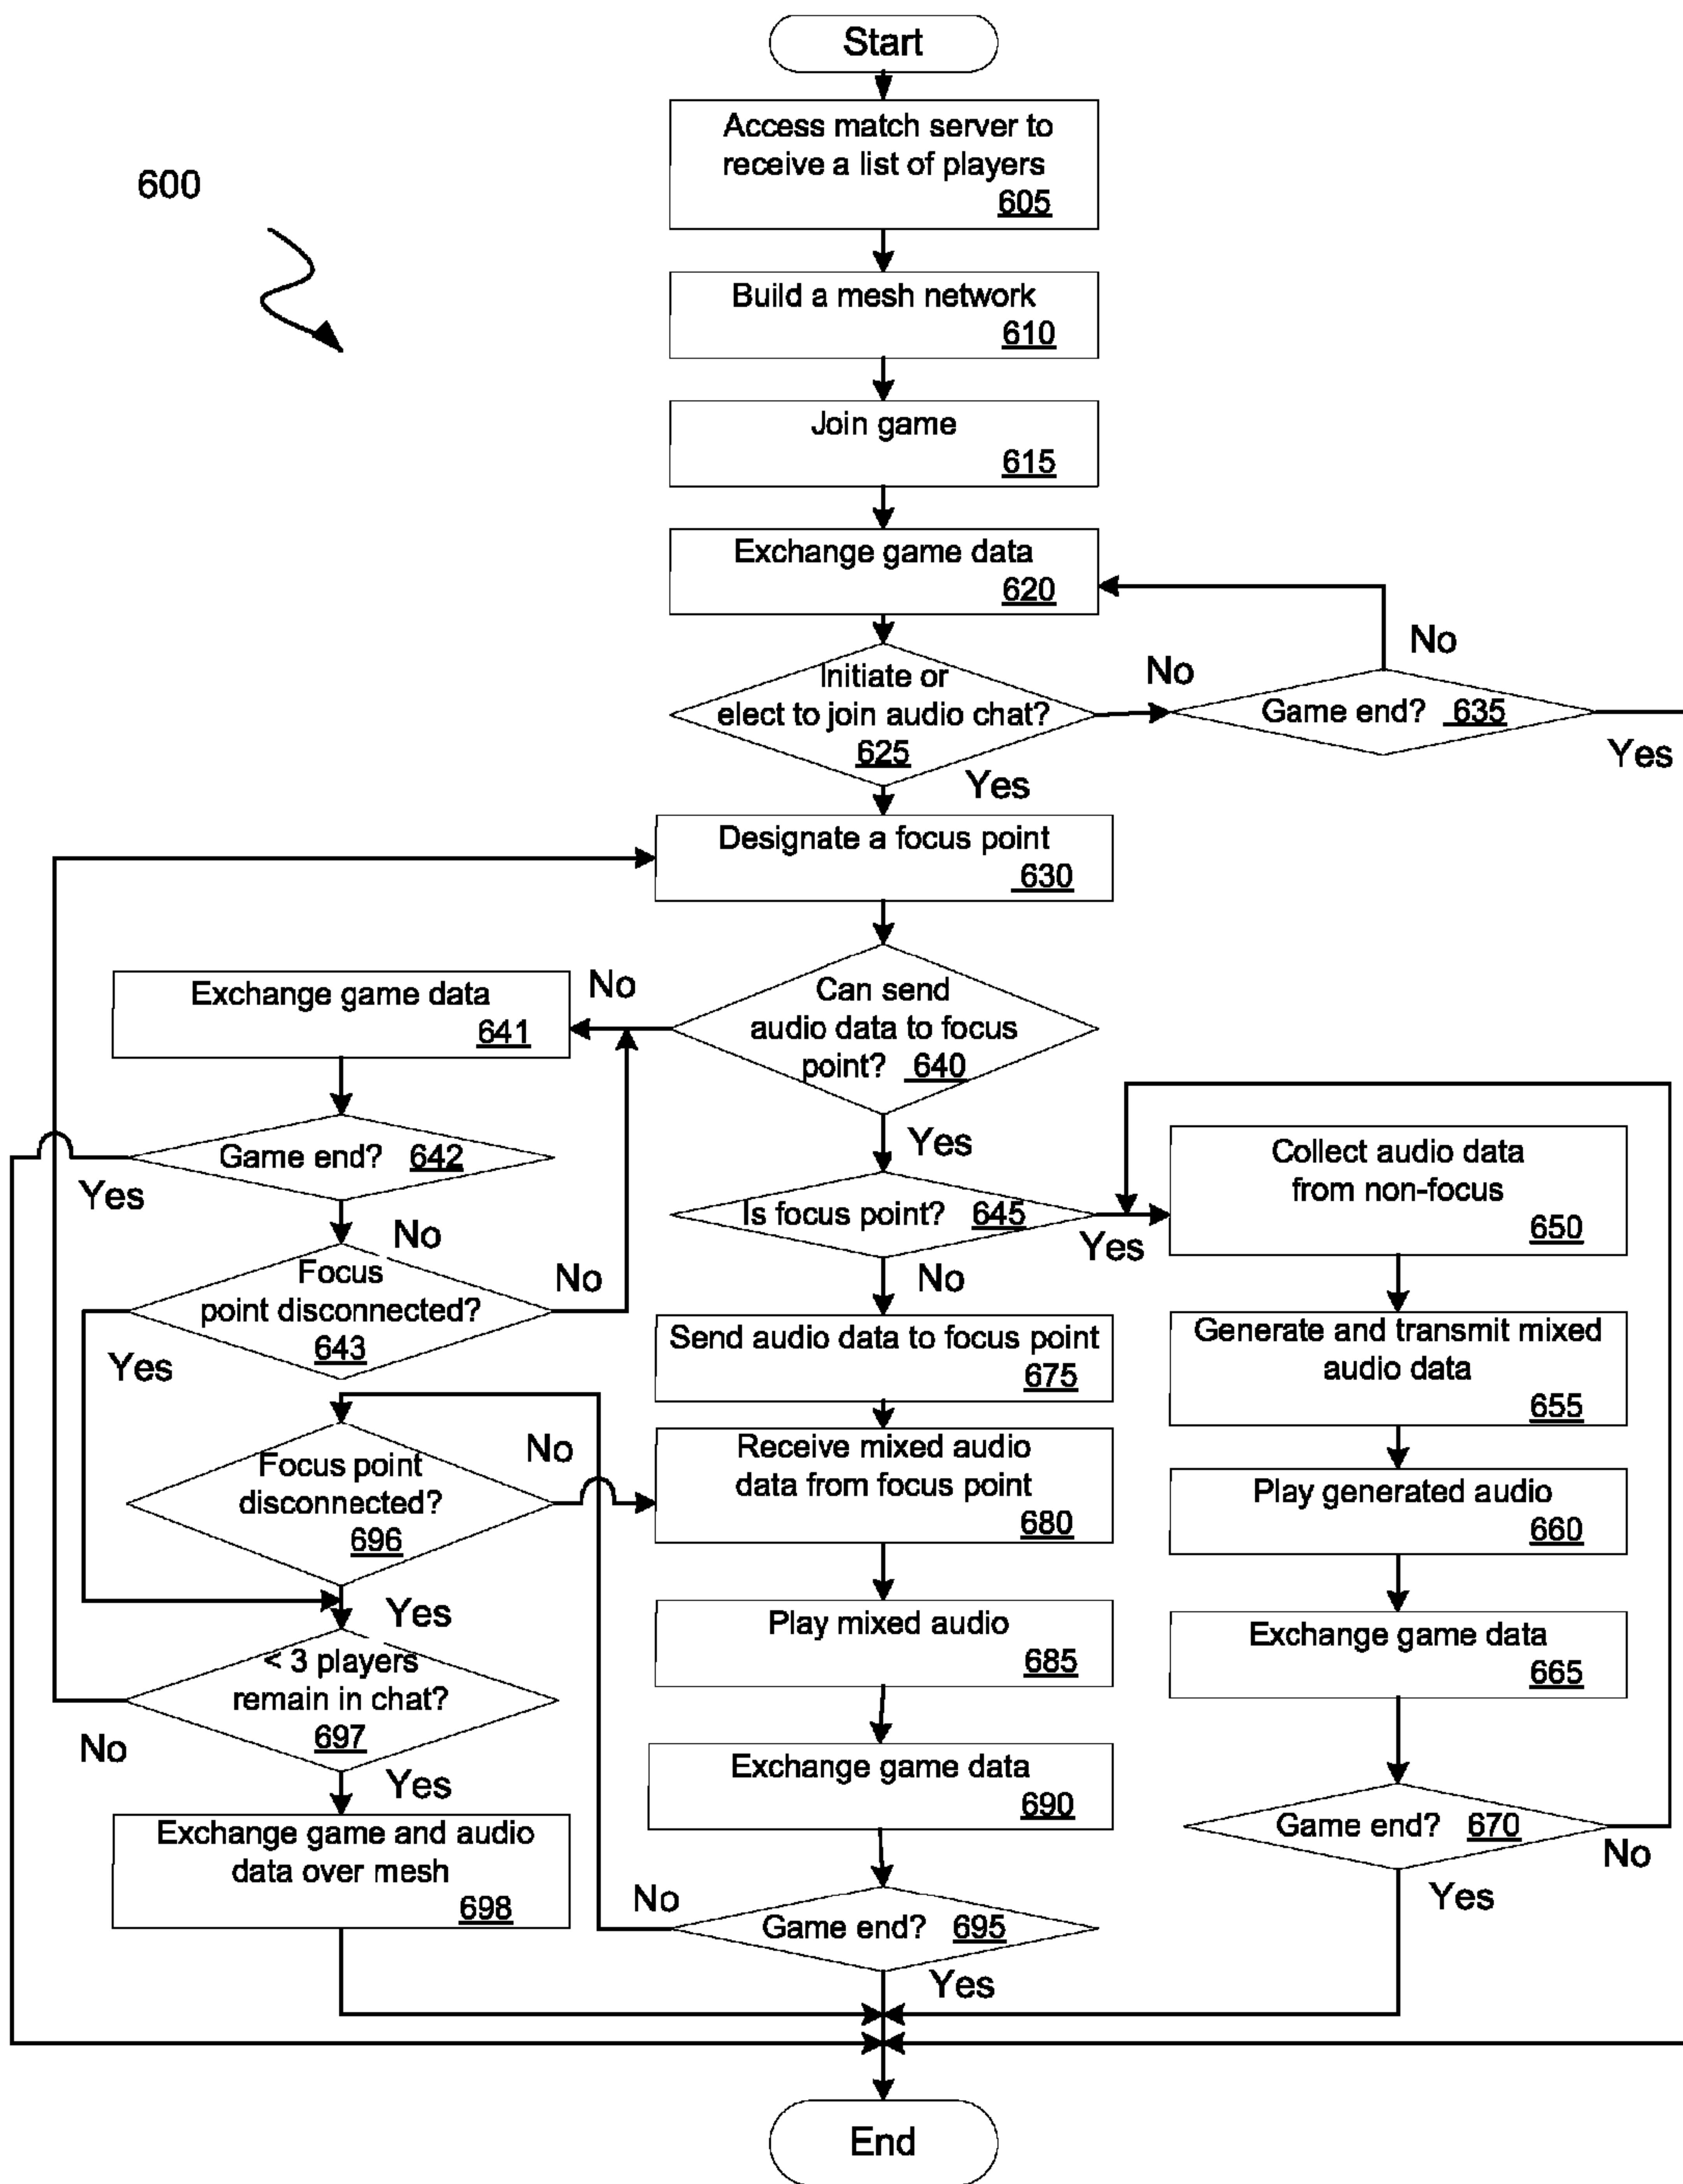 Start
Access match server to
receive a list of players
605
600
Build a mesh network
610
Join game
615
Exchange game data
620
No
Initiate or
elect to join audio chat?
625
No
Game end? 635
Yes
Yes
Designate a focus point
630
Exchange game data
641
No
Can send
audio data to focus
point? 640
Yes
Game end? 642
Yes
No
Is focus point? 645
Yes
No
Collect audio data
from non-focus
650
Focus
point disconnected?
643
No
Yes
Send audio data to focus point
675
Generate and transmit mixed
audio data
655
Focus point
disconnected?
696
No
Yes
Receive mixed audio
data from focus point
680
Play generated audio
660
Play mixed audio
685
Exchange game data
665
< 3 players
remain in chat?
697
No
Yes
Exchange game data
690
Game end? 670
No
Yes
Exchange game and audio
data over mesh
698
No
Game end? 695
Yes
End